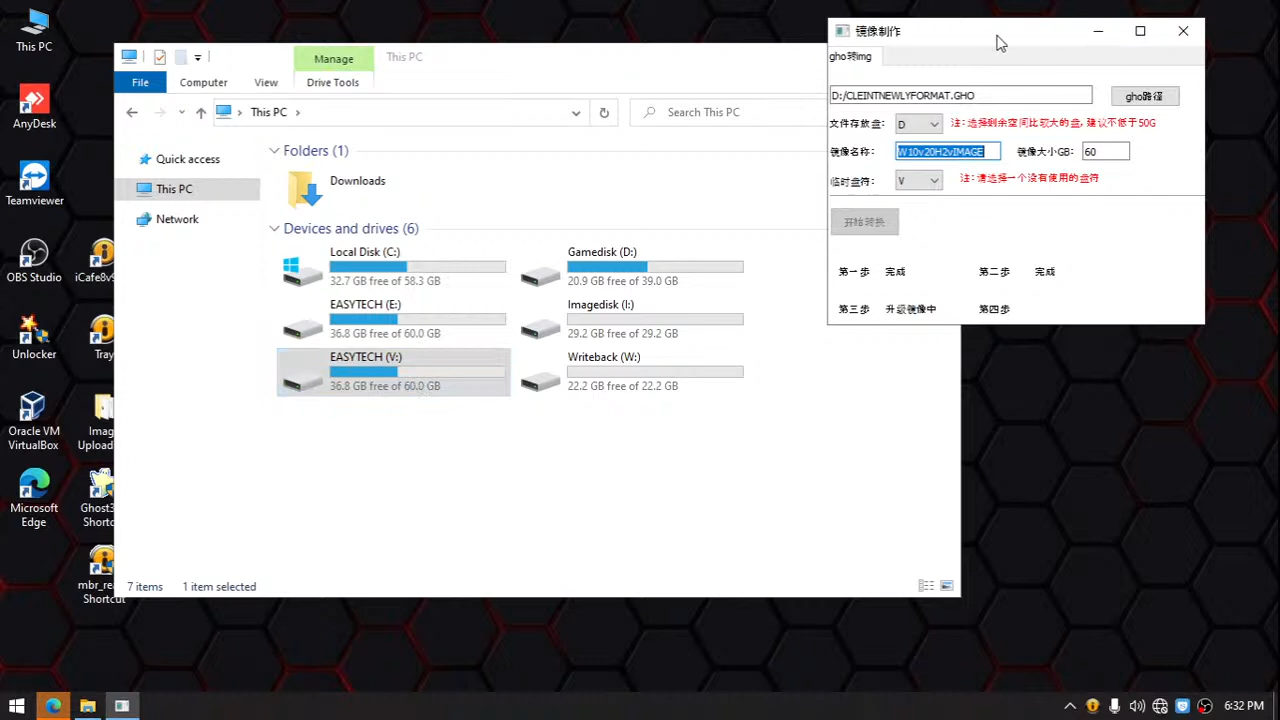 This PC
AnyDesk
Teamviewer
OBS Studio
iCafe8v9
Unlocker
Tray
Oracle VM
VirtualBox
Imag
Upload
Microsoft
Edge
Ghost3
Shortc
mbr_re
Shortcu
Manage
This PC
File
Computer
View
Drive Tools
This PC
Search This PC
Quick access
This PC
Network
Folders (1)
Downloads
Devices and drives (6)
Local Disk (C:)
32.7 GB free of 58.3 GB
Gamedisk (D:)
20.9 GB free of 39.0 GB
EASYTECH (E:)
36.8 GB free of 60.0 GB
Imagedisk (I:)
29.2 GB free of 29.2 GB
EASYTECH (V:)
36.8 GB free of 60.0 GB
Writeback (W:)
22.2 GB free of 22.2 GB
7 items
1 item selected
镜像制作
gho转img
D:/CLEINTNEWLYFORMAT.GHO
gho路径
文件存放盘: D 注:选择剩余空间比较大的盘,建议不低于50G
镜像名称: W10v20H2vIMAGE 镜像大小GB: 60
临时盘符: V 注:请选择一个没有使用的盘符
开始转换
第一步 完成 第二步 完成
第三步 升级镜像中 第四步
6:32 PM